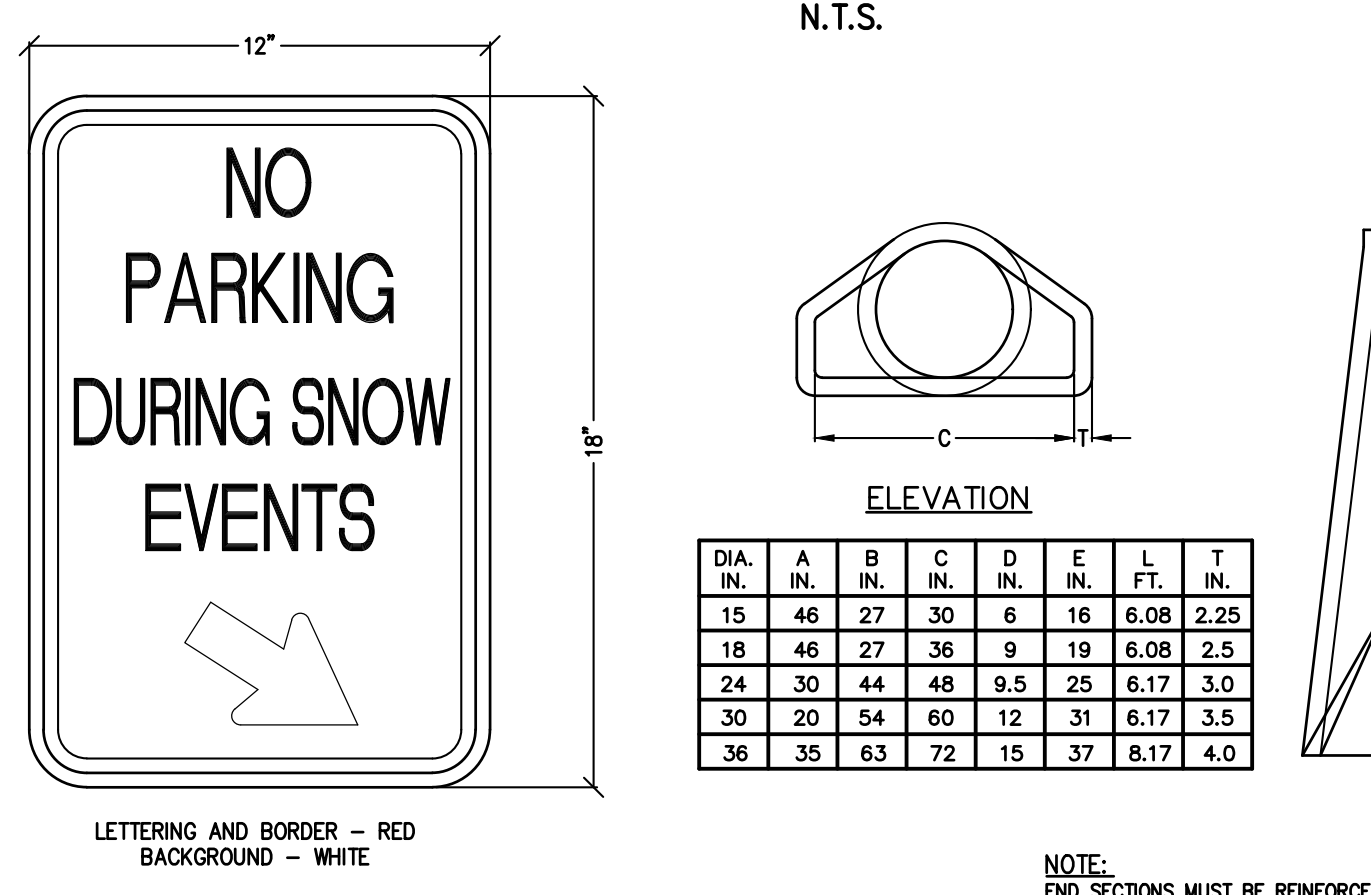 N.T.S.
12”
NO
PARKING
DURING SNOW
EVENTS
18”
LETTERING AND BORDER – RED
BACKGROUND – WHITE
C T
ELEVATION
DIA. IN. A IN. B IN. C IN. D IN. E IN. L FT. T IN.
15 46 27 30 6 16 6.08 2.25
18 46 27 36 9 19 6.08 2.5
24 30 44 48 9.5 25 6.17 3.0
30 20 54 60 12 31 6.17 3.5
36 35 63 72 15 37 8.17 4.0
NOTE:
END SECTIONS MUST BE REINFORCE